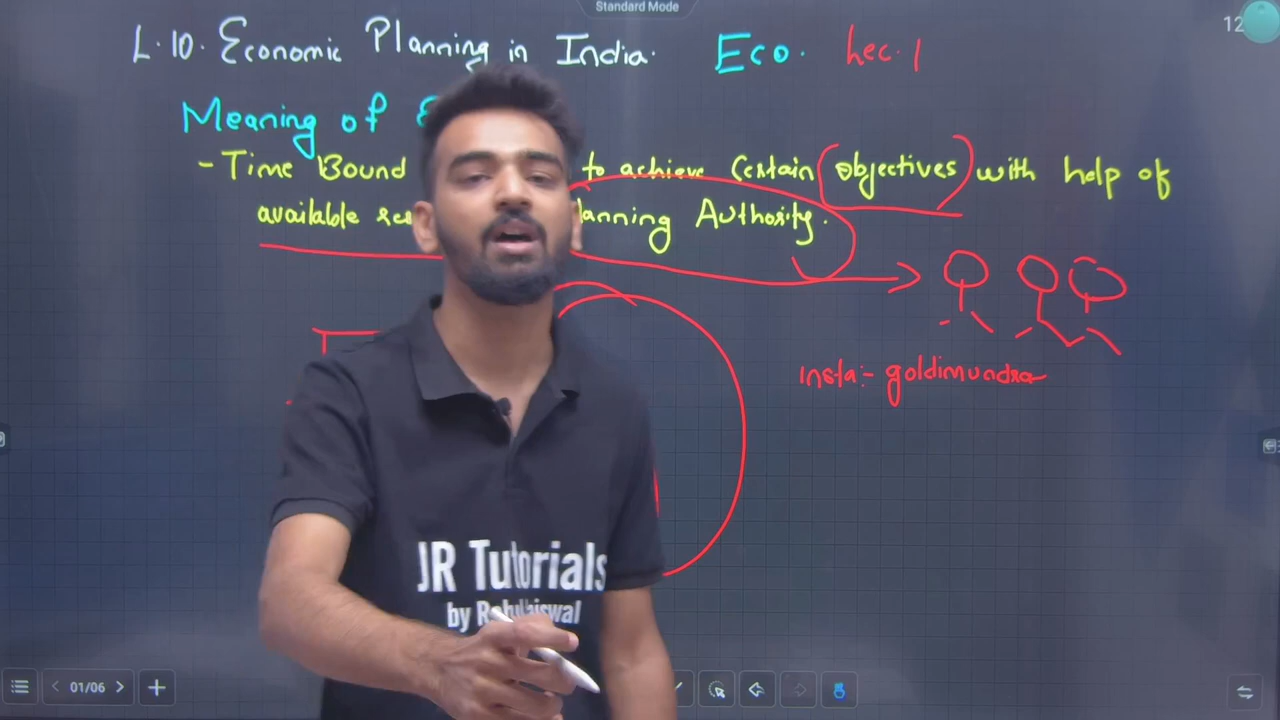 Standard Mode
12
L.10. Economic Planning in India. Eco. Lec.1
Meaning of
- Time Bound to achieve Certain objectives with help of
available Planning Authority.
Insta:- goldimundra
JR Tutorials
by
01/06